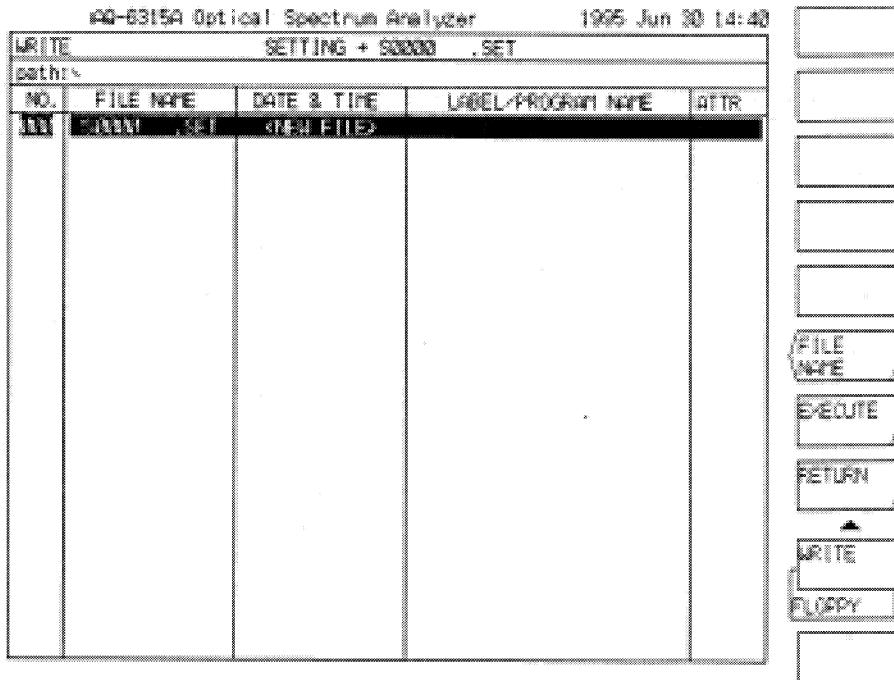 AQ-6315A Optical Spectrum Analyzer 1995 Jun 30 14:40
WRITE SETTING + S0000 .SET
path:\
NO. FILE NAME DATE & TIME LABEL/PROGRAM NAME ATTR
S0000 .SET <NEW FILE>
FILE
NAME
EXECUTE
RETURN
WRITE
FLOPPY